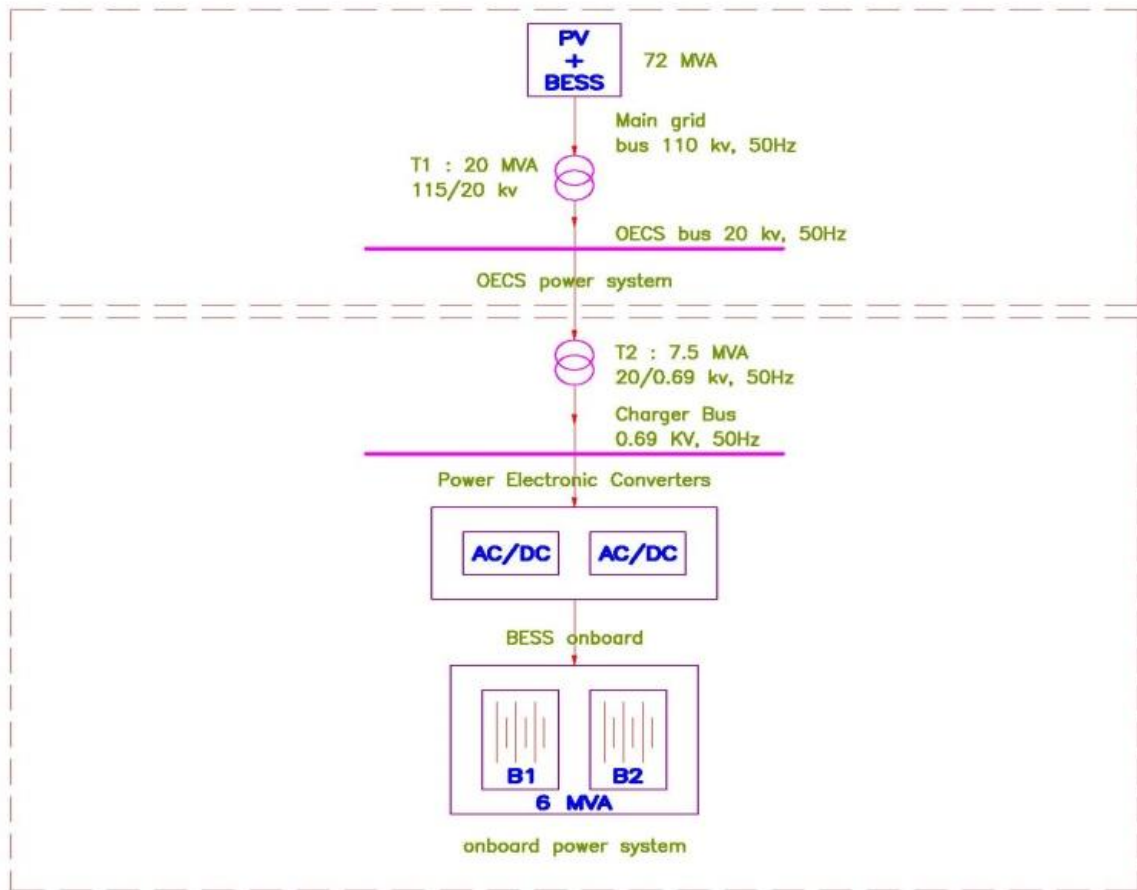 PV
+
BESS
72 MVA
Main grid
bus 110 kv, 50Hz
T1 : 20 MVA
115/20 kv
OECS bus 20 kv, 50Hz
OECS power system
T2 : 7.5 MVA
20/0.69 kv, 50Hz
Charger Bus
0.69 KV, 50Hz
Power Electronic Converters
AC/DC
AC/DC
BESS onboard
B1
B2
6 MVA
onboard power system